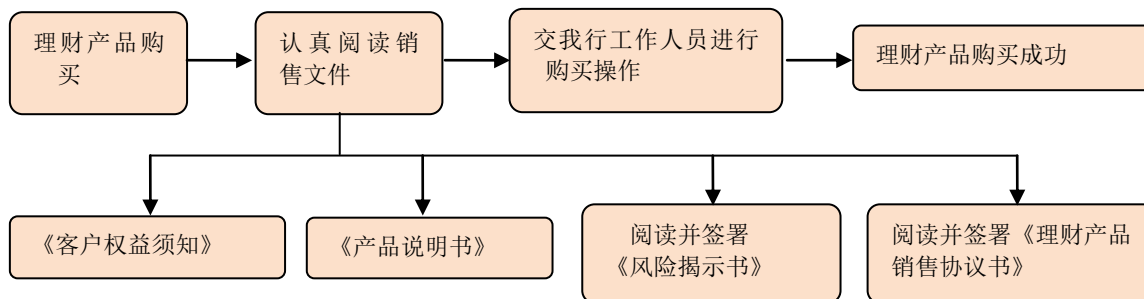 理财产品购
买
认真阅读销
售文件
交我行工作人员进行
购买操作
理财产品购买成功
《客户权益须知》
《产品说明书》
阅读并签署
《风险揭示书》
阅读并签署《理财产品
销售协议书》